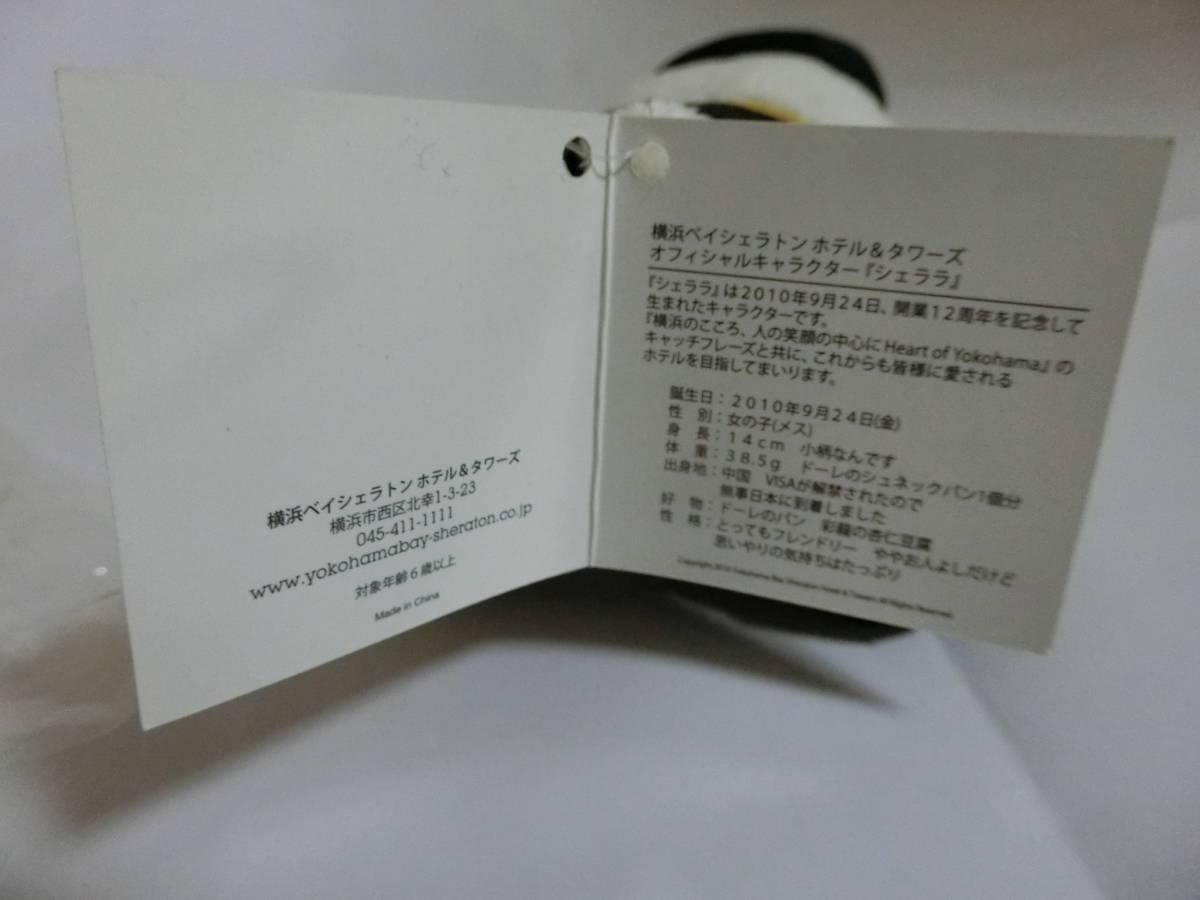 横浜ベイシェラトン ホテル&タワーズ
横浜市西区北幸1-3-23
045-411-1111
www.yokohamabay-sheraton.co.jp
対象年齢6歳以上
Made in China
横浜ベイシェラトン ホテル&タワーズ
オフィシャルキャラクター『シェララ』
『シェララ』は2010年9月24日、開業12周年を記念して
生まれたキャラクターです。
『横浜のこころ、人の笑顔の中心に Heart of Yokohama』の
キャッチフレーズと共に、これからも皆様に愛される
ホテルを目指してまいります。
誕生日:2010年9月24日(金)
性 別:女の子(メス)
身 長:14cm 小柄なんです
体 重:38.5g ドーレのシュネックパン1個分
出身地:中国 VISAが解禁されたので
無事日本に到着しました
好 物:ドーレのパン 彩龍の杏仁豆腐
性 格:とってもフレンドリー ややお人よしだけど
思いやりの気持ちはたっぷり
Copyright 2010 Yokohama Bay Sheraton Hotel & Towers All Rights Reserved.